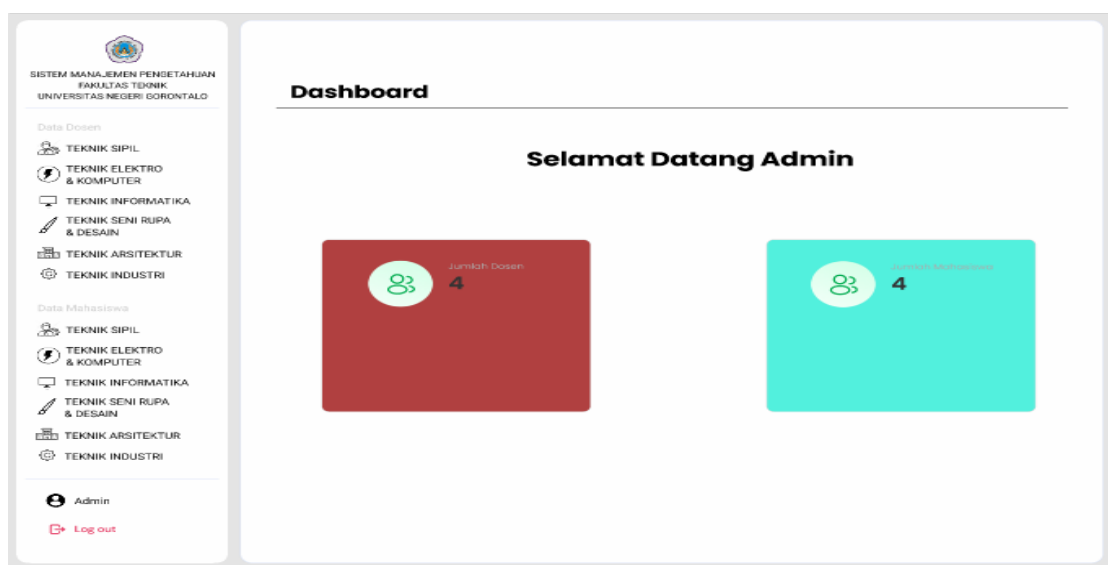 SISTEM MANAJEMEN PENGETAHUAN
FAKULTAS TEKNIK
UNIVERSITAS NEGERI GORONTALO
Data Dosen
TEKNIK SIPIL
TEKNIK ELEKTRO
& KOMPUTER
TEKNIK INFORMATIKA
TEKNIK SENI RUPA
& DESAIN
TEKNIK ARSITEKTUR
TEKNIK INDUSTRI
Data Mahasiswa
TEKNIK SIPIL
TEKNIK ELEKTRO
& KOMPUTER
TEKNIK INFORMATIKA
TEKNIK SENI RUPA
& DESAIN
TEKNIK ARSITEKTUR
TEKNIK INDUSTRI
Admin
Log out
Dashboard
Selamat Datang Admin
Jumlah Dosen
4
Jumlah Mahasiswa
4